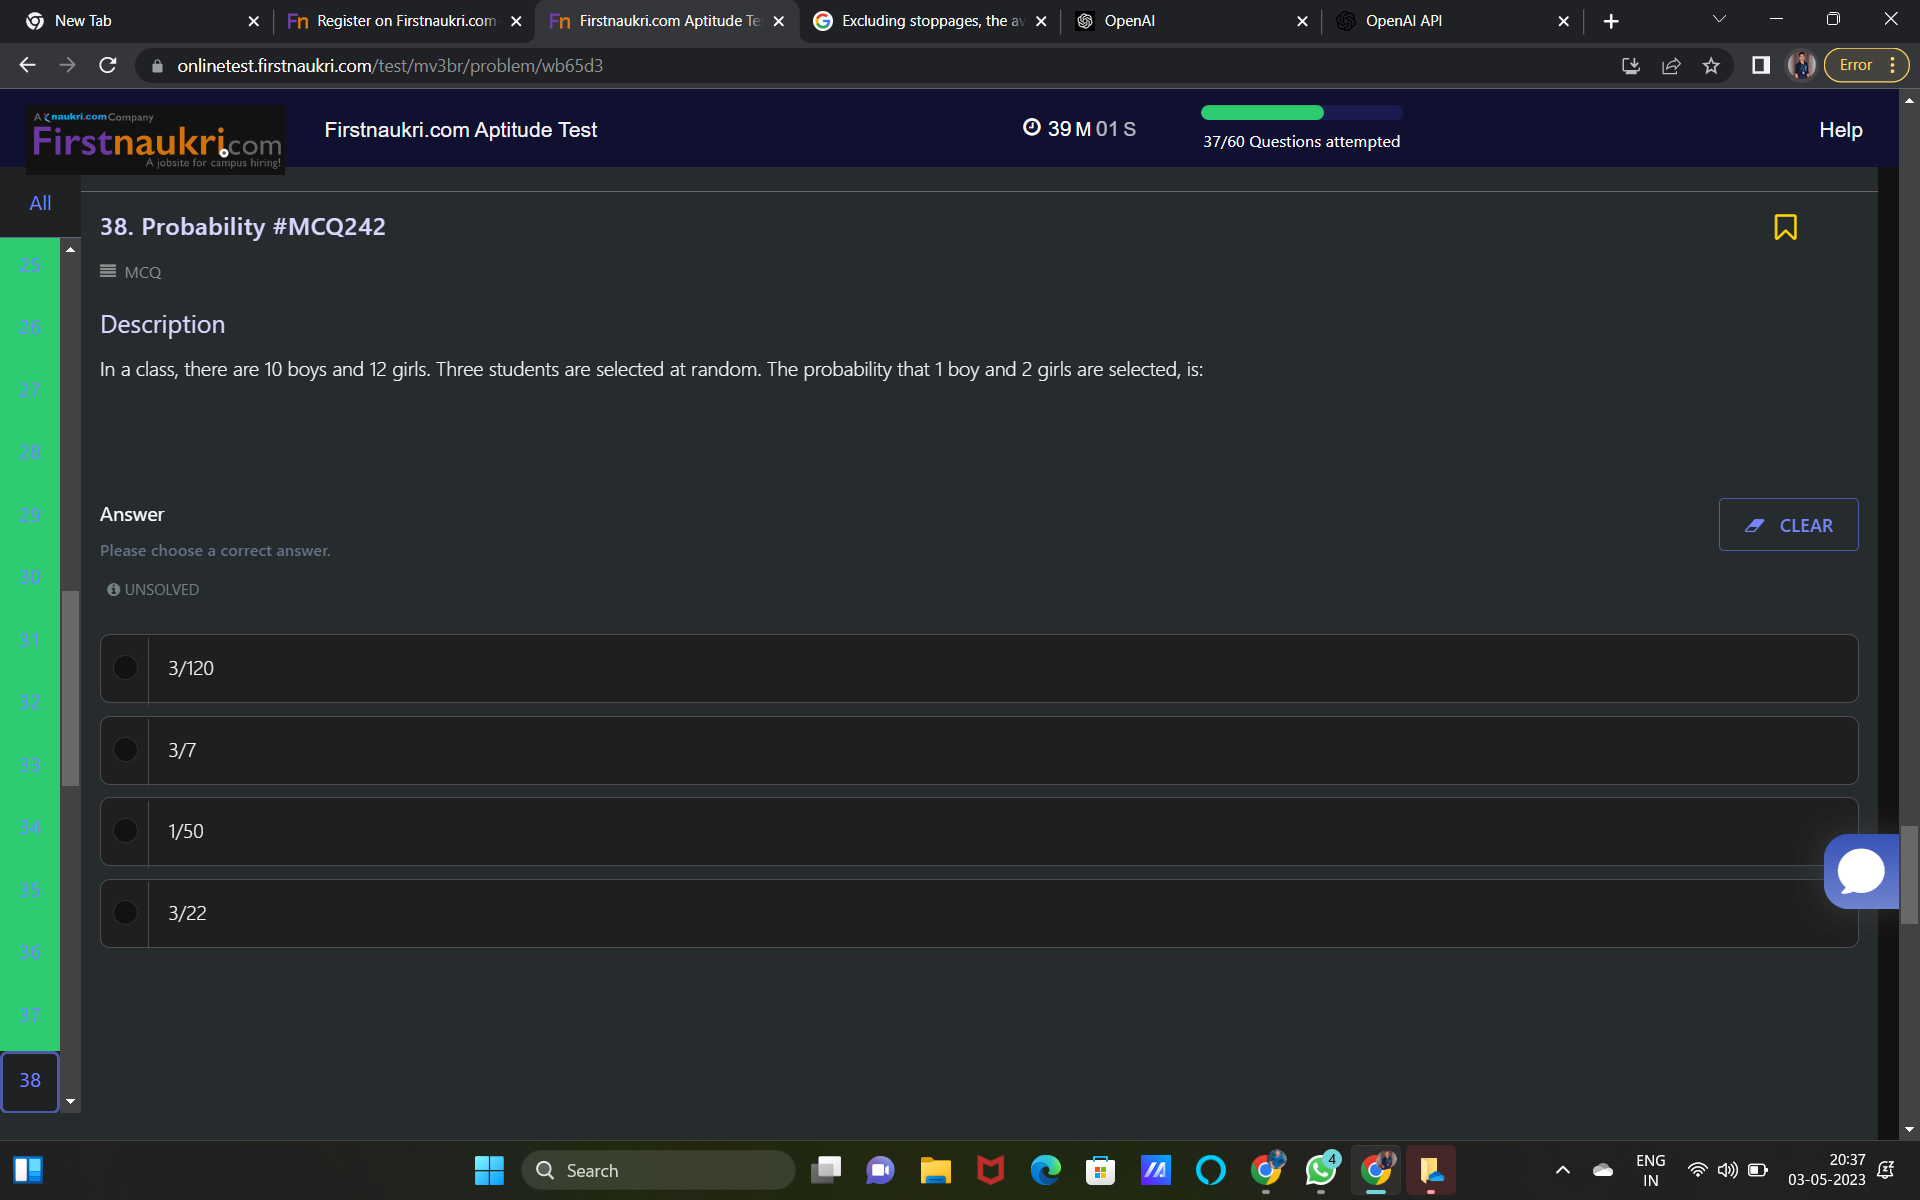 New Tab
Register on Firstnaukri.com
Firstnaukri.com Aptitude Te
Excluding stoppages, the av
OpenAI
OpenAI API
onlinetest.firstnaukri.com/test/mv3br/problem/wb65d3
Error
A naukri.com Company
Firstnaukri.com
A jobsite for campus hiring!
Firstnaukri.com Aptitude Test
39 M 01 S
37/60 Questions attempted
Help
All
25
26
27
28
29
30
31
32
33
34
35
36
37
38
38. Probability #MCQ242
MCQ
Description
In a class, there are 10 boys and 12 girls. Three students are selected at random. The probability that 1 boy and 2 girls are selected, is:
Answer
CLEAR
Please choose a correct answer.
UNSOLVED
3/120
3/7
1/50
3/22
Search
4
ENG
IN
20:37
03-05-2023